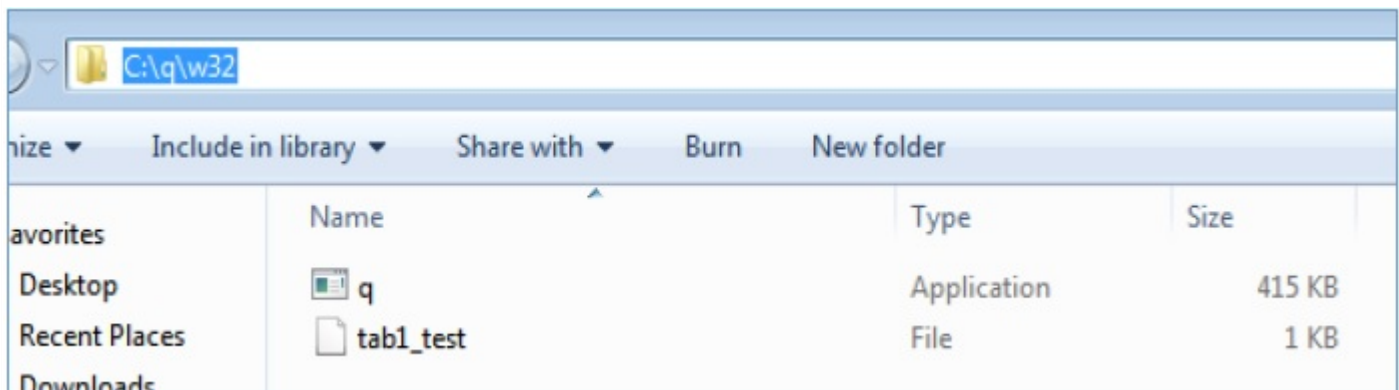 C:\q\w32
nize Include in library Share with Burn New folder
Name Type Size
avorites
Desktop
q Application 415 KB
Recent Places
tab1_test File 1 KB
Downloads